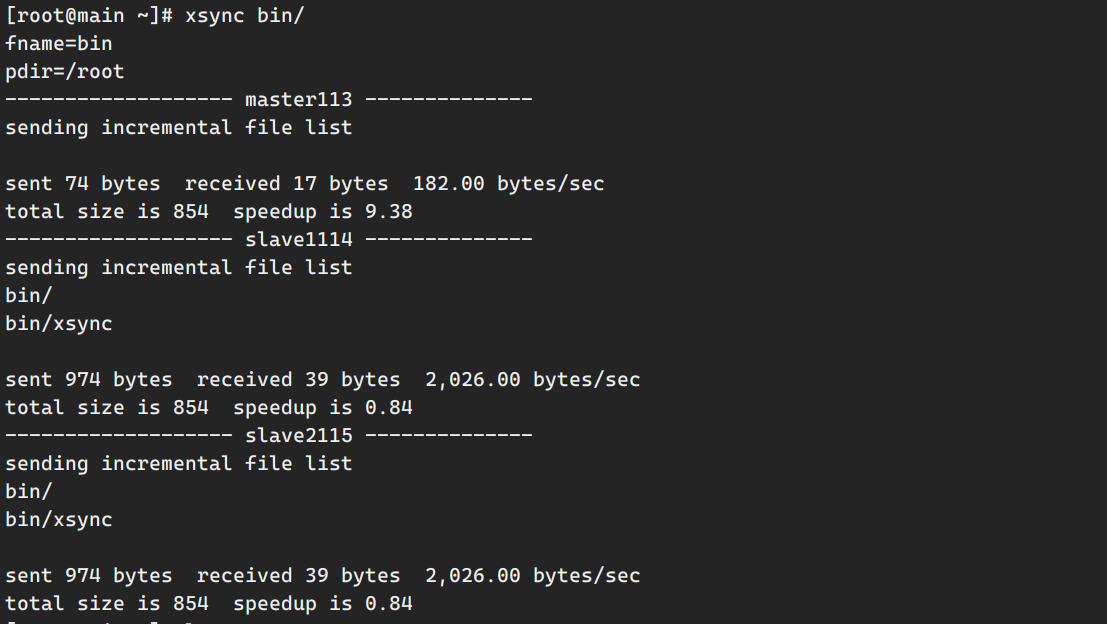 [root@main ~]# xsync bin/
fname=bin
pdir=/root
------------------- master113 --------------
sending incremental file list
sent 74 bytes  received 17 bytes  182.00 bytes/sec
total size is 854  speedup is 9.38
------------------- slave1114 --------------
sending incremental file list
bin/
bin/xsync
sent 974 bytes  received 39 bytes  2,026.00 bytes/sec
total size is 854  speedup is 0.84
------------------- slave2115 --------------
sending incremental file list
bin/
bin/xsync
sent 974 bytes  received 39 bytes  2,026.00 bytes/sec
total size is 854  speedup is 0.84